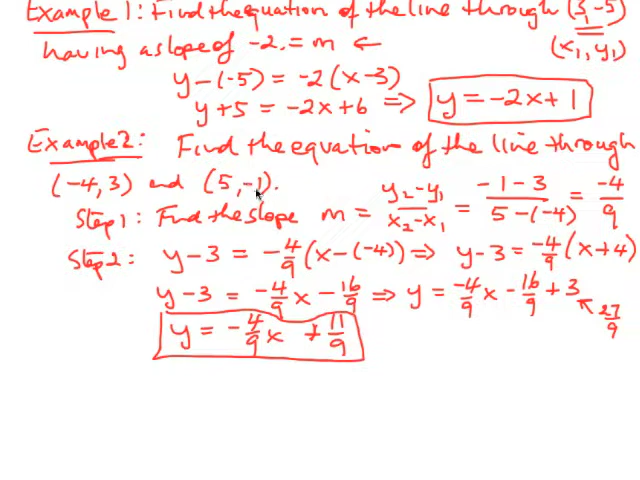 Example 1: Find the equation of the line through (3,-5)
having a slope of -2 = m ← (x₁, y₁)
y-(-5) = -2(x-3)
y+5 = -2x+6 ⇒ y = -2x+1
Example 2: Find the equation of the line through
(-4,3) and (5,-1).
Step 1: Find the slope m = (y₂-y₁)/(x₂-x₁) = (-1-3)/(5-(-4)) = -4/9
Step 2: y-3 = -4/9(x-(-4)) ⇒ y-3 = -4/9(x+4)
y-3 = -4/9x - 16/9 ⇒ y = -4/9x - 16/9 + 3 ↖ 27/9
y = -4/9x + 11/9